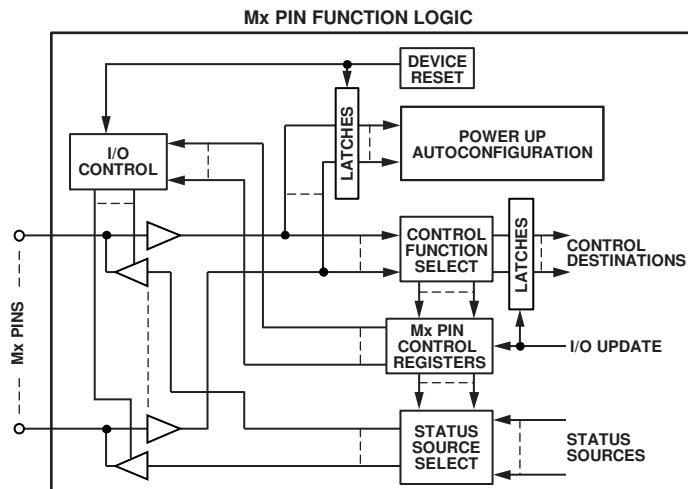 Mx PIN FUNCTION LOGIC
DEVICE
RESET
LATCHES
POWER UP
AUTOCONFIGURATION
I/O
CONTROL
CONTROL
FUNCTION
SELECT
LATCHES
CONTROL
DESTINATIONS
Mx PINS
Mx PIN
CONTROL
REGISTERS
I/O UPDATE
STATUS
SOURCE
SELECT
STATUS
SOURCES